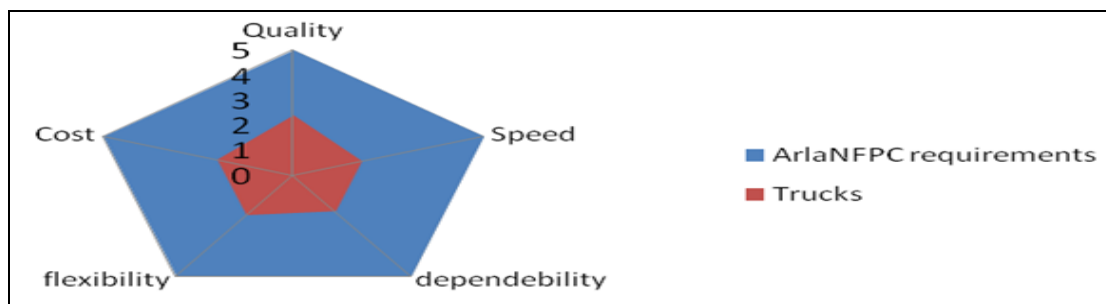 Quality
5
4
3
2
1
0
Cost
Speed
flexibility
dependebility
ArlaNFPC requirements
Trucks